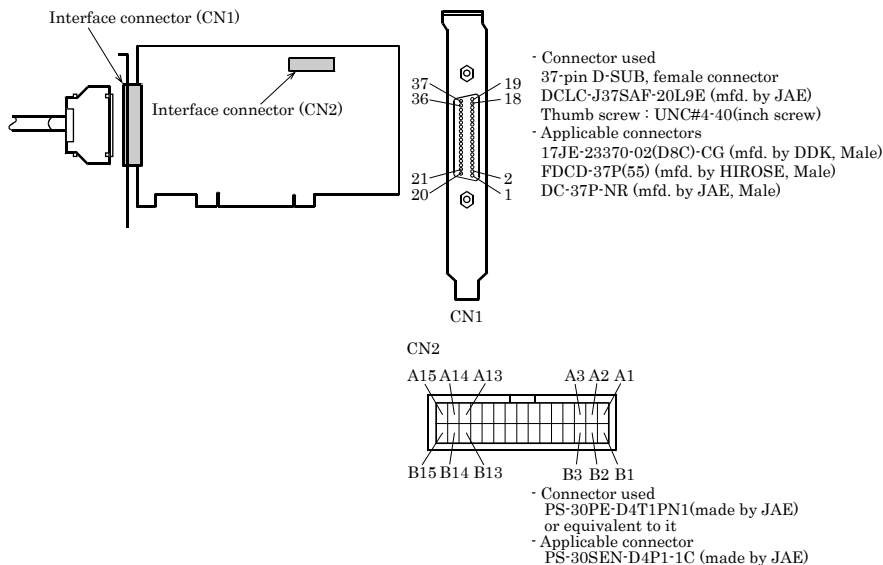 Interface connector (CN1)
Interface connector (CN2)
37
36
19
18
21
20
2
1
CN1
- Connector used
37-pin D-SUB, female connector
DCLC-J37SAF-20L9E (mfd. by JAE)
Thumb screw : UNC#4-40(inch screw)
- Applicable connectors
17JE-23370-02(D8C)-CG (mfd. by DDK, Male)
FDCD-37P(55) (mfd. by HIROSE, Male)
DC-37P-NR (mfd. by JAE, Male)
CN2
A15 A14 A13 A3 A2 A1
B15 B14 B13 B3 B2 B1
- Connector used
PS-30PE-D4T1PN1(made by JAE)
or equivalent to it
- Applicable connector
PS-30SEN-D4P1-1C (made by JAE)